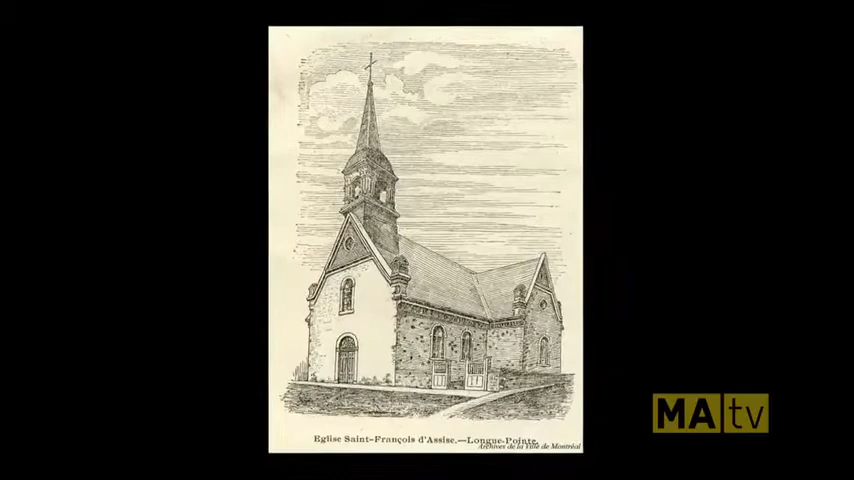 Eglise Saint-François d'Assise.—Longue-Pointe.
Archives de la Ville de Montréal
MAtv